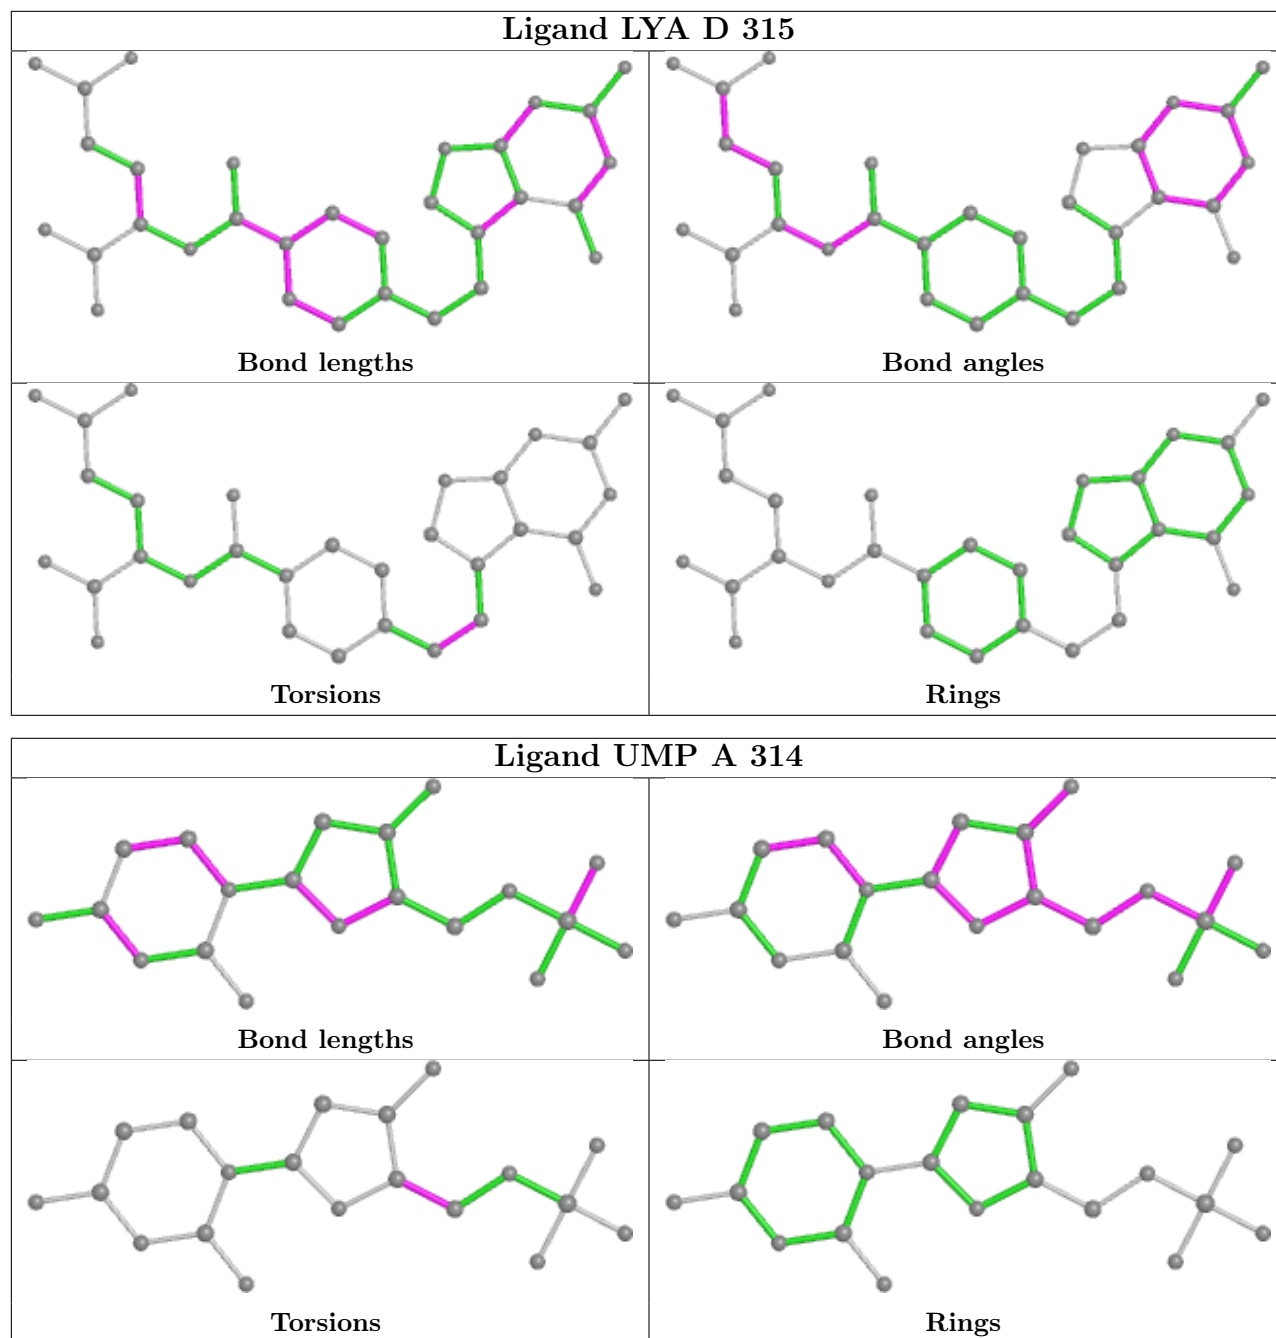 Ligand LYA D 315
Bond lengths
Bond angles
Torsions
Rings
Ligand UMP A 314
Bond lengths
Bond angles
Torsions
Rings